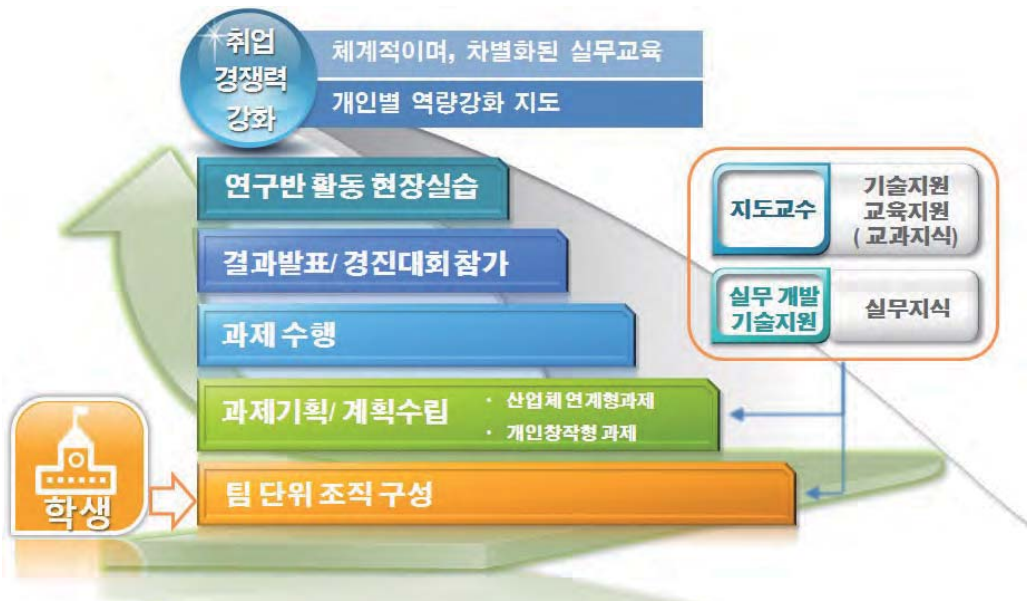 취업
경쟁력
강화
체계적이며, 차별화된 실무교육
개인별 역량강화 지도
연구반 활동 현장실습
결과발표/ 경진대회 참가
과제 수행
과제기획/ 계획수립
· 산업체 연계형과제
· 개인창작형 과제
팀 단위 조직 구성
학생
지도교수
기술지원
교육지원
( 교과지식)
실무 개발
기술지원
실무지식